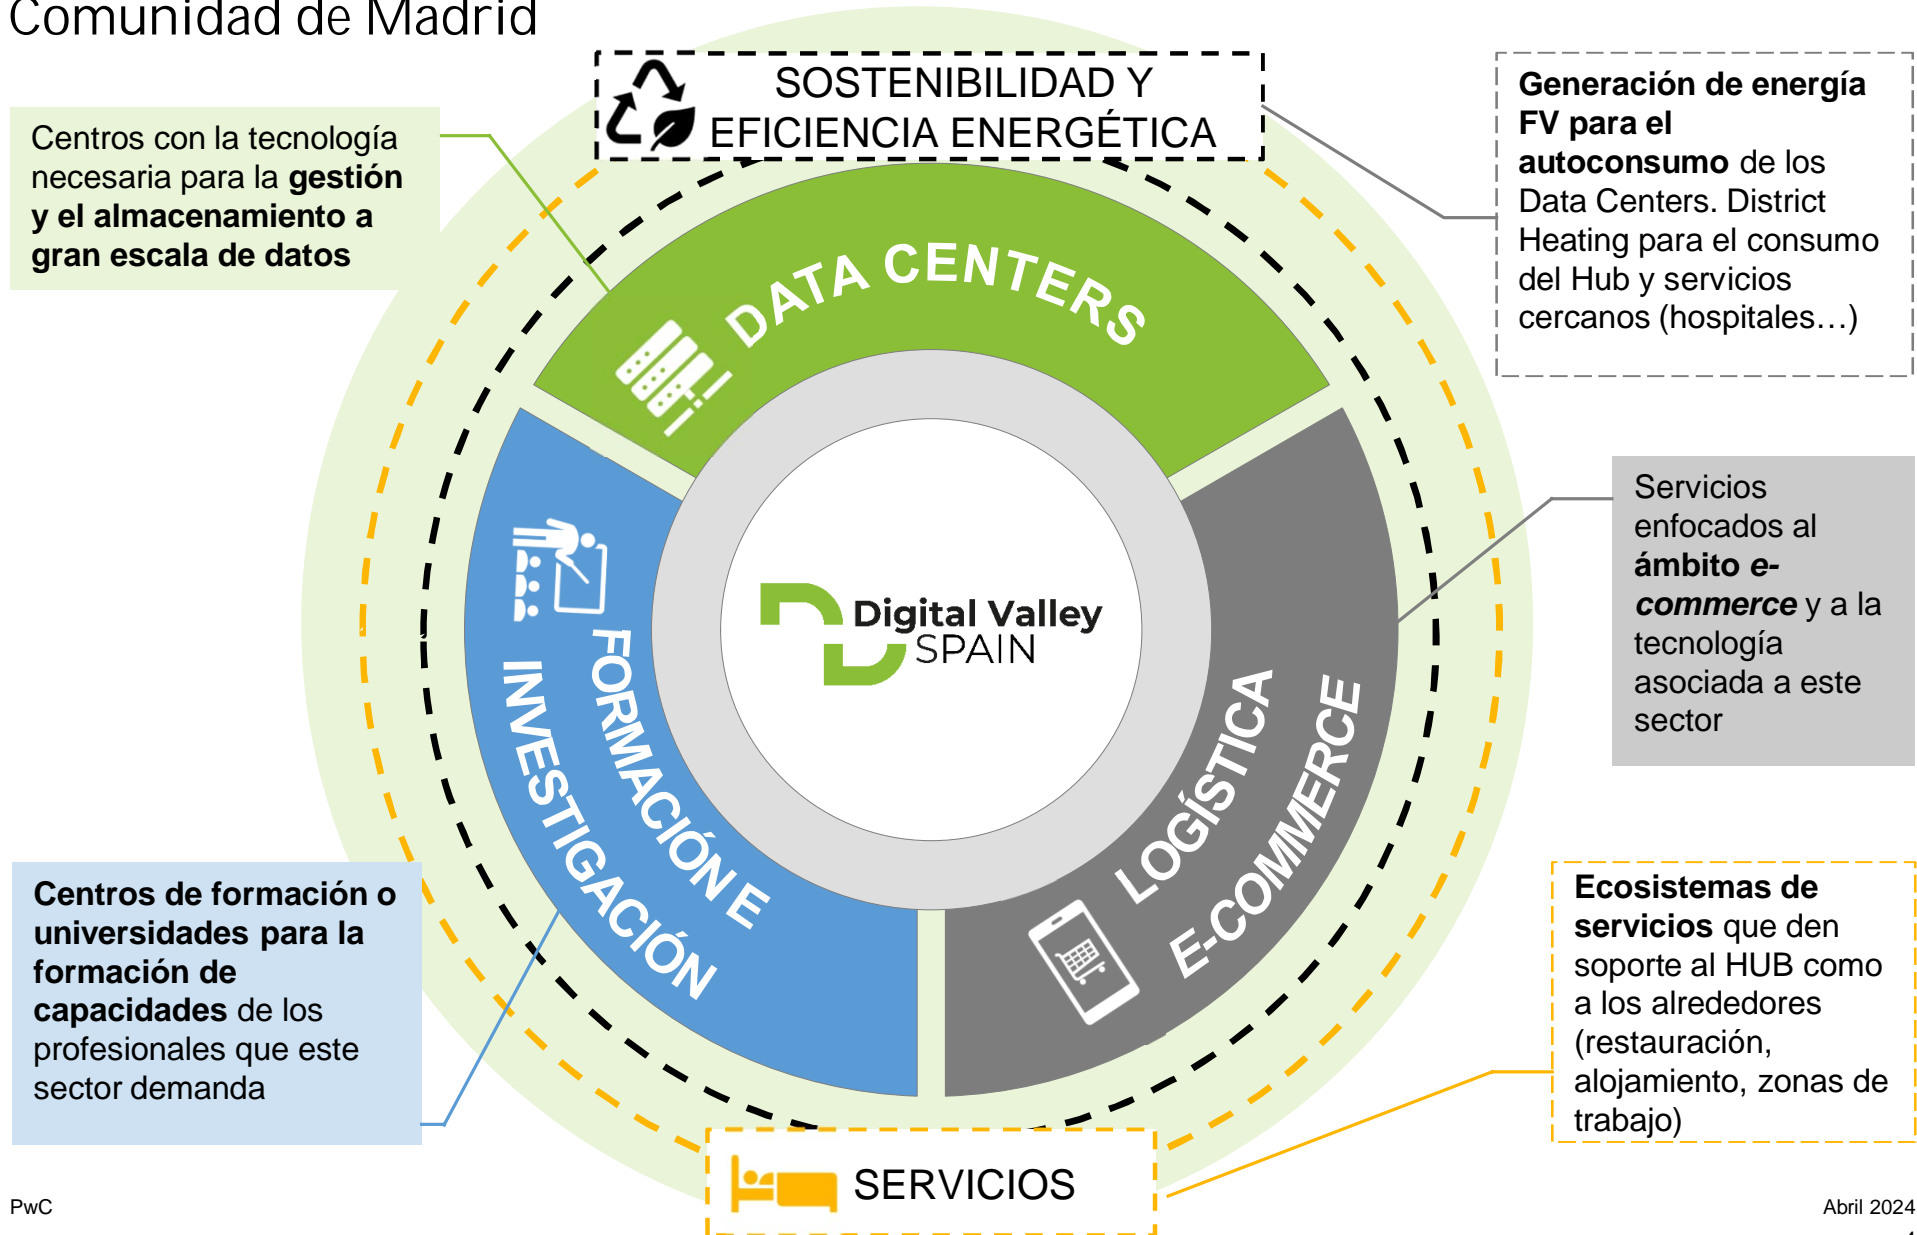 Comunidad de Madrid
SOSTENIBILIDAD Y
EFICIENCIA ENERGÉTICA
Centros con la tecnología
necesaria para la gestión
y el almacenamiento a
gran escala de datos
Generación de energía
FV para el
autoconsumo de los
Data Centers. District
Heating para el consumo
del Hub y servicios
cercanos (hospitales…)
DATA CENTERS
Servicios
enfocados al
ámbito e-
commerce y a la
tecnología
asociada a este
sector
Digital Valley
SPAIN
FORMACIÓN E
INVESTIGACIÓN
LOGÍSTICA
E-COMMERCE
Centros de formación o
universidades para la
formación de
capacidades de los
profesionales que este
sector demanda
Ecosistemas de
servicios que den
soporte al HUB como
a los alrededores
(restauración,
alojamiento, zonas de
trabajo)
SERVICIOS
PwC
Abril 2024